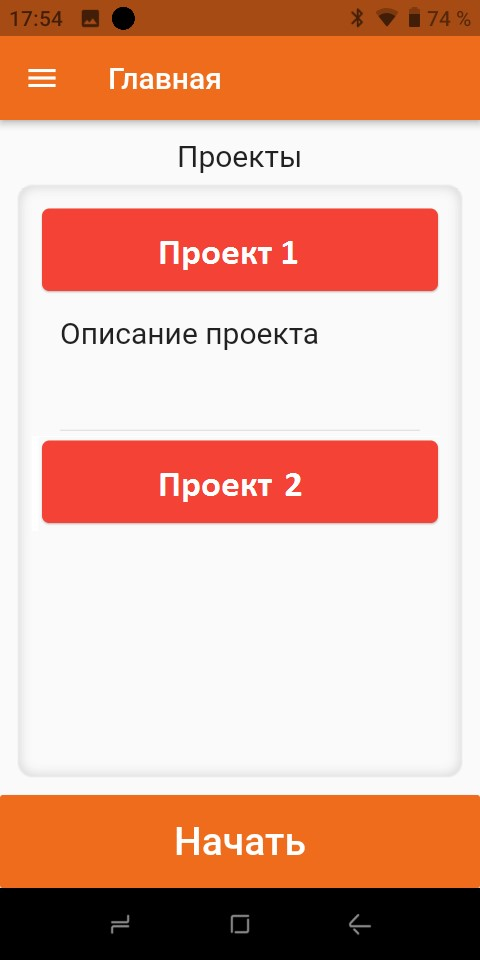 17:54 74 %
Главная
Проекты
Проект 1
Описание проекта
Проект 2
Начать